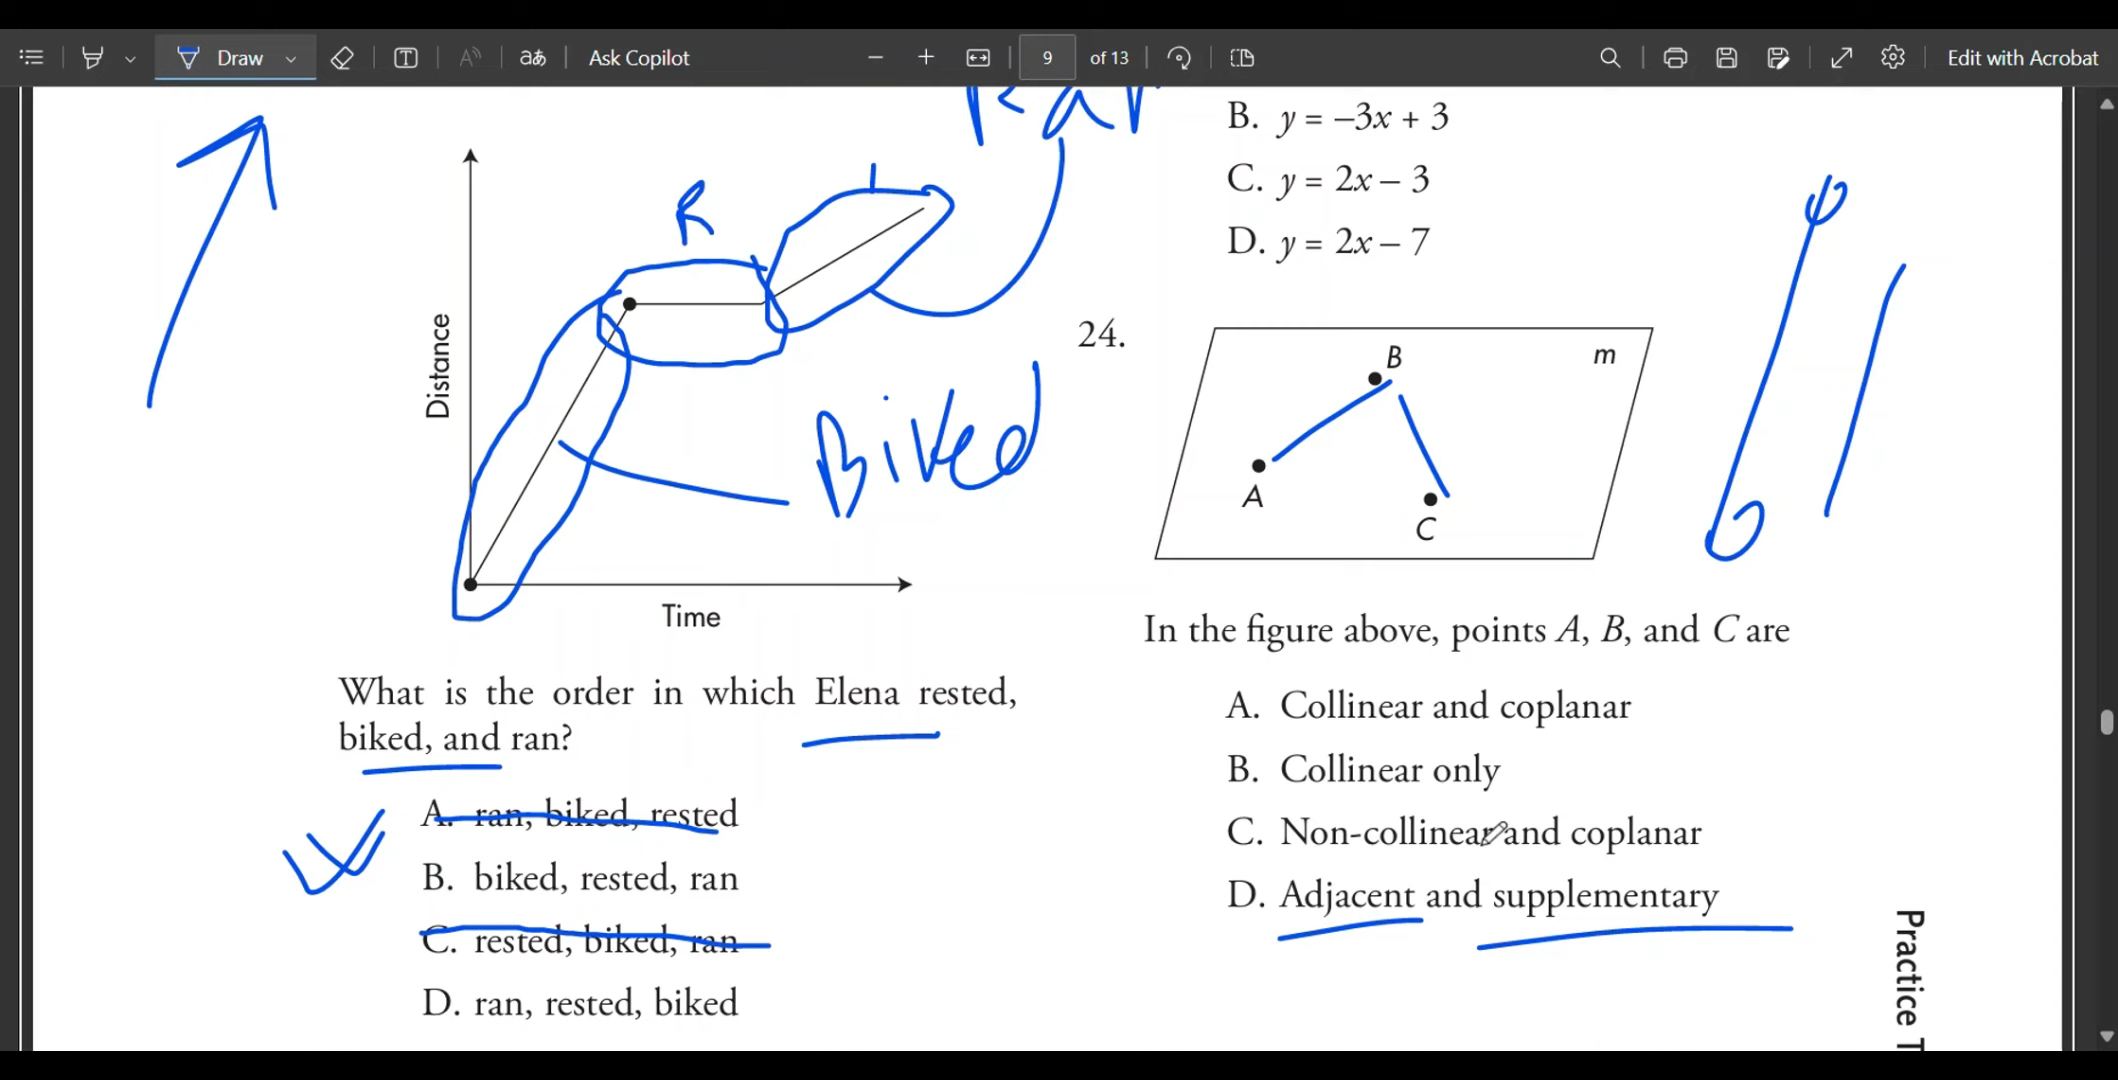 Draw
Ask Copilot
9 of 13
Edit with Acrobat
Ran
R
Distance
Biked
Time
What is the order in which Elena rested,
biked, and ran?
A. ran, biked, rested
B. biked, rested, ran
C. rested, biked, ran
D. ran, rested, biked
B. y = –3x + 3
C. y = 2x – 3
D. y = 2x – 7
24.
B
m
A
C
In the figure above, points A, B, and C are
A. Collinear and coplanar
B. Collinear only
C. Non-collinear and coplanar
D. Adjacent and supplementary
Practice T